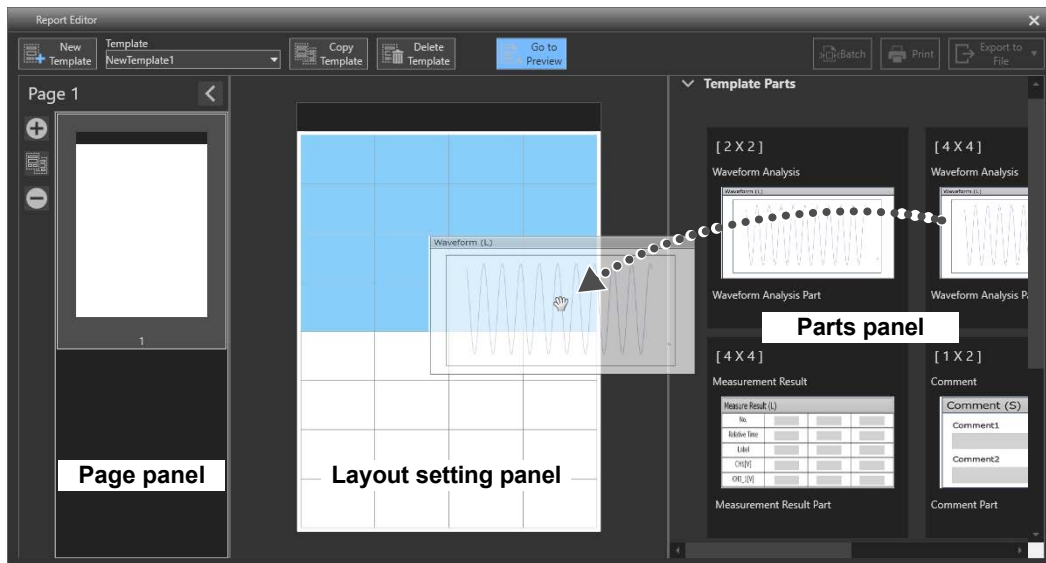 Report Editor
New Template
Template
NewTemplate1
Copy Template
Delete Template
Go to Preview
Batch
Print
Export to File
Page 1
1
Page panel
Waveform (L)
Layout setting panel
Template Parts
[ 2 X 2 ]
Waveform Analysis
Waveform (L)
Waveform Analysis Part
[ 4 X 4 ]
Waveform Analysis
Waveform (L)
Waveform Analysis Pa
Parts panel
[ 4 X 4 ]
Measurement Result
Measure Result (L)
No.
Relative Time
Label
CH1[V]
CH1_1[V]
Measurement Result Part
[ 1 X 2 ]
Comment
Comment (S)
Comment1
Comment2
Comment Part